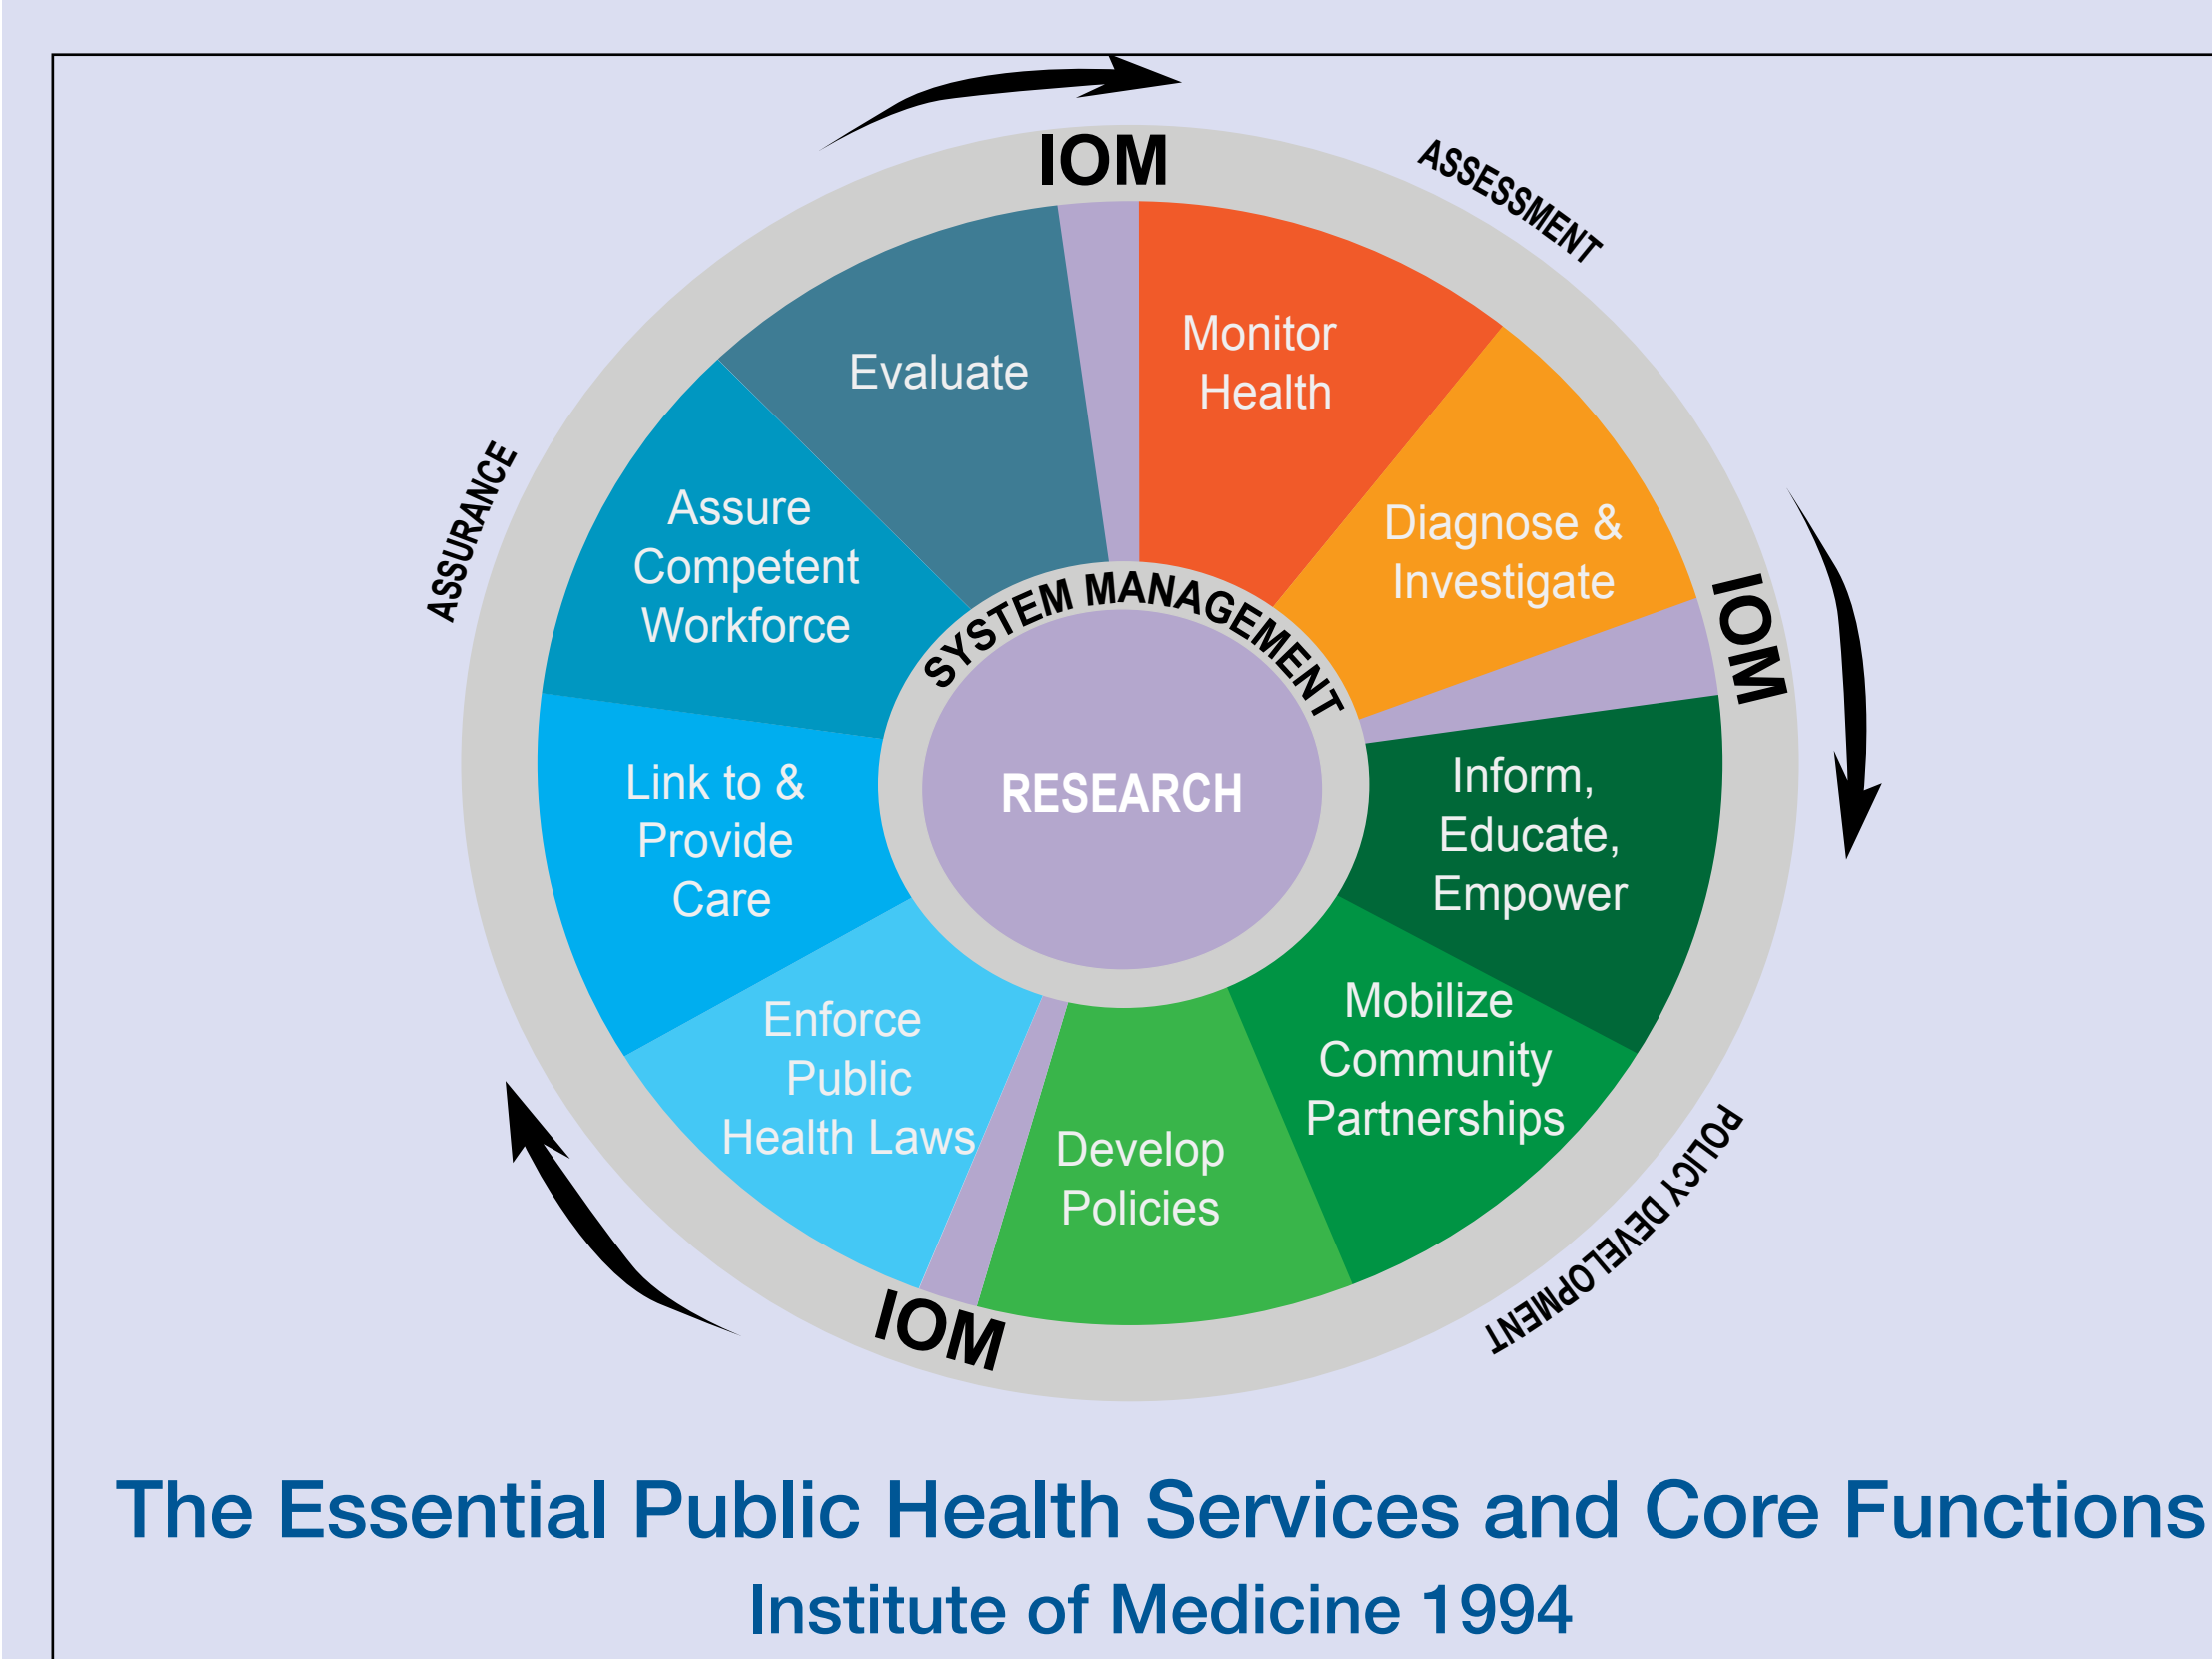 IOM
ASSESSMENT
Monitor
Health
Evaluate
Diagnose &
Investigate
IOM
ASSURANCE
Assure
Competent
Workforce
SYSTEM MANAGEMENT
RESEARCH
Inform,
Educate,
Empower
Link to &
Provide
Care
Mobilize
Community
Partnerships
Enforce
Public
Health Laws
Develop
Policies
POLICY DEVELOPMENT
IOM
The Essential Public Health Services and Core Functions
Institute of Medicine 1994